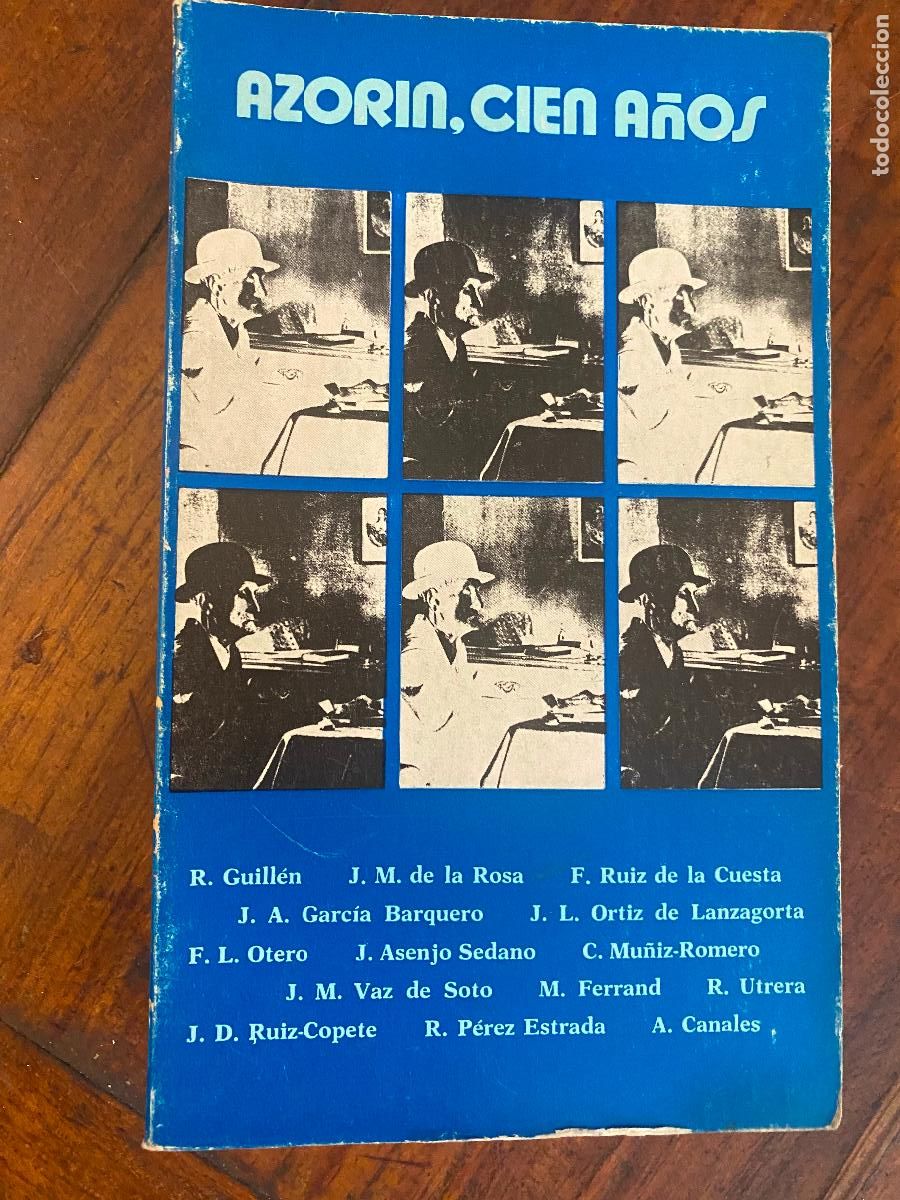 AZORIN, CIEN AÑOS
R. Guillén J. M. de la Rosa F. Ruiz de la Cuesta
J. A. García Barquero J. L. Ortiz de Lanzagorta
F. L. Otero J. Asenjo Sedano C. Muñiz-Romero
J. M. Vaz de Soto M. Ferrand R. Utrera
J. D. Ruiz-Copete R. Pérez Estrada A. Canales
todocoleccion